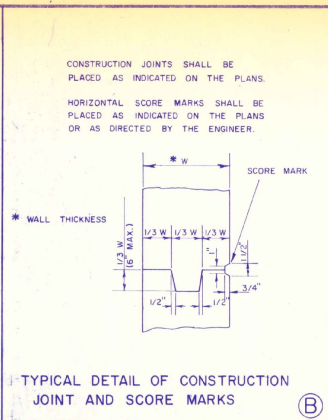 CONSTRUCTION JOINTS SHALL BE
PLACED AS INDICATED ON THE PLANS.
HORIZONTAL SCORE MARKS SHALL BE
PLACED AS INDICATED ON THE PLANS
OR AS DIRECTED BY THE ENGINEER.
* W
SCORE MARK
* WALL THICKNESS
1/3 W 1/3 W 1/3 W
1/3 W
(6" MAX.)
1"
1 1/2"
3/4"
1/2" 1/2"
TYPICAL DETAIL OF CONSTRUCTION
JOINT AND SCORE MARKS
B